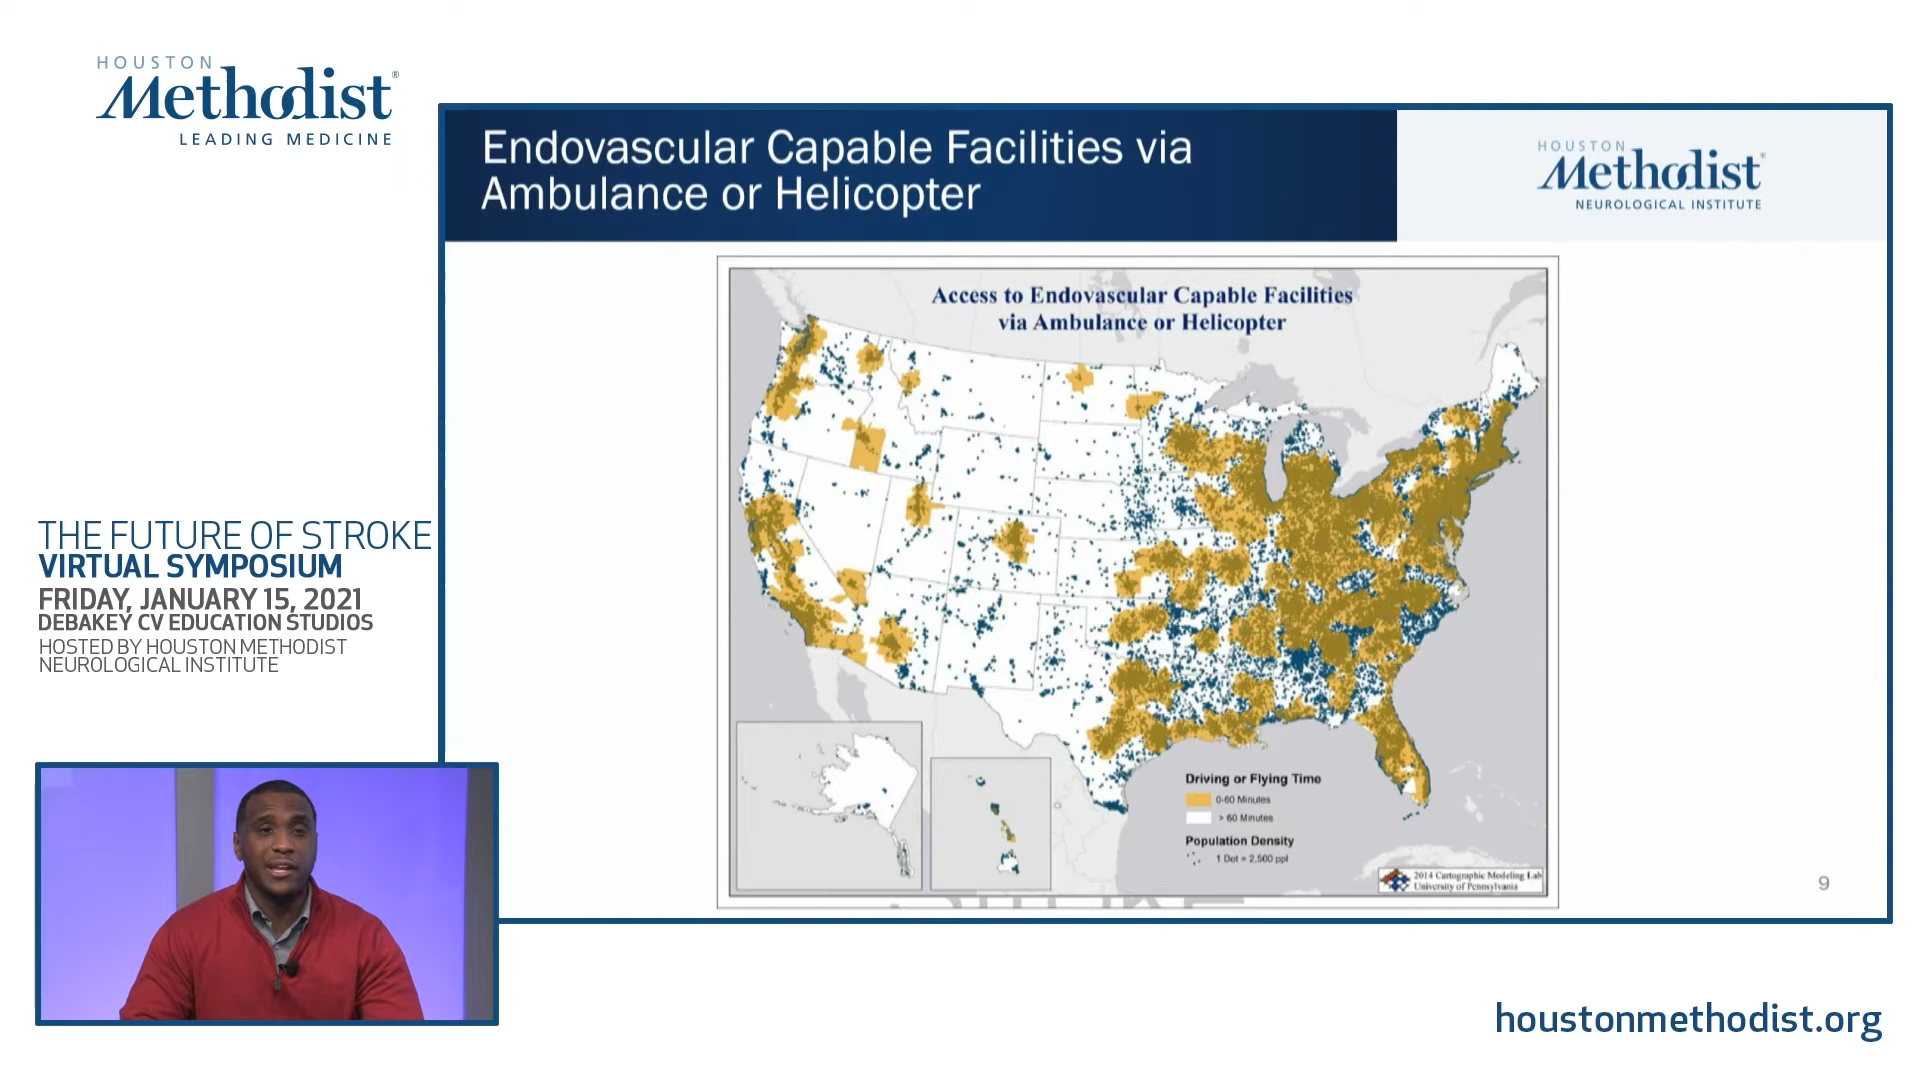 HOUSTON
Methodist®
LEADING MEDICINE
Endovascular Capable Facilities via
Ambulance or Helicopter
HOUSTON
Methodist®
NEUROLOGICAL INSTITUTE
Access to Endovascular Capable Facilities
via Ambulance or Helicopter
Driving or Flying Time
0-60 Minutes
> 60 Minutes
Population Density
1 Dot = 2,500 ppl
2014 Cartographic Modeling Lab
University of Pennsylvania
9
THE FUTURE OF STROKE
VIRTUAL SYMPOSIUM
FRIDAY, JANUARY 15, 2021
DEBAKEY CV EDUCATION STUDIOS
HOSTED BY HOUSTON METHODIST
NEUROLOGICAL INSTITUTE
houstonmethodist.org